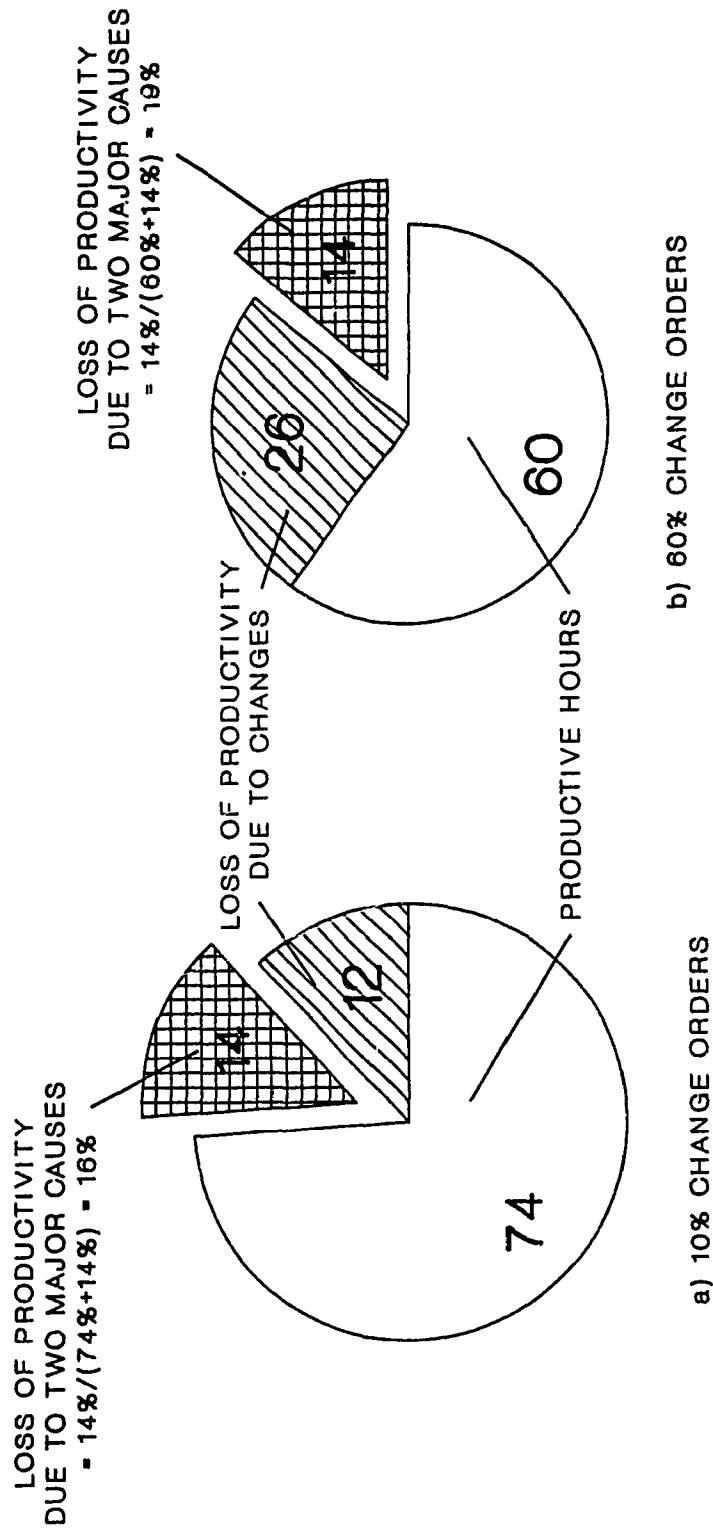 LOSS OF PRODUCTIVITY
DUE TO TWO MAJOR CAUSES
= 14%/(74%+14%) = 16%
14
12
74
LOSS OF PRODUCTIVITY
DUE TO CHANGES
PRODUCTIVE HOURS
a) 10% CHANGE ORDERS
LOSS OF PRODUCTIVITY
DUE TO TWO MAJOR CAUSES
= 14%/(60%+14%) = 19%
14
26
60
b) 60% CHANGE ORDERS